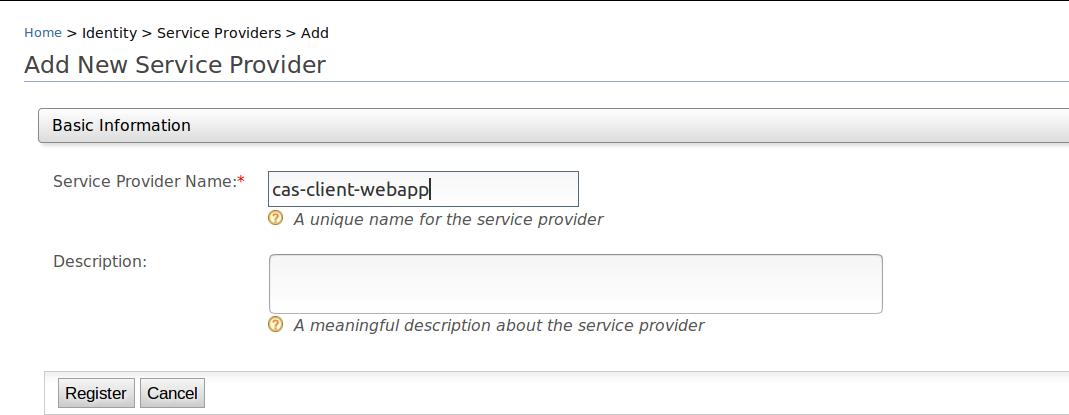 Home > Identity > Service Providers > Add
Add New Service Provider
Basic Information
Service Provider Name:* cas-client-webapp
? A unique name for the service provider
Description:
? A meaningful description about the service provider
Register Cancel